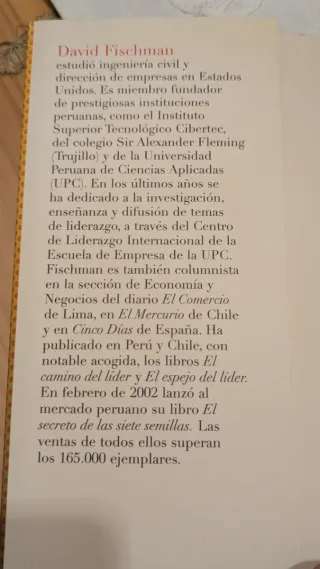 David Fischman
estudió ingeniería civil y
dirección de empresas en Estados
Unidos. Es miembro fundador
de prestigiosas instituciones
peruanas, como el Instituto
Superior Tecnológico Cibertec,
del colegio Sir Alexander Fleming
(Trujillo) y de la Universidad
Peruana de Ciencias Aplicadas
(UPC). En los últimos años se
ha dedicado a la investigación,
enseñanza y difusión de temas
de liderazgo, a través del Centro
de Liderazgo Internacional de la
Escuela de Empresa de la UPC.
Fischman es también columnista
en la sección de Economía y
Negocios del diario El Comercio
de Lima, en El Mercurio de Chile
y en Cinco Días de España. Ha
publicado en Perú y Chile, con
notable acogida, los libros El
camino del líder y El espejo del líder.
En febrero de 2002 lanzó al
mercado peruano su libro El
secreto de las siete semillas. Las
ventas de todos ellos superan
los 165.000 ejemplares.